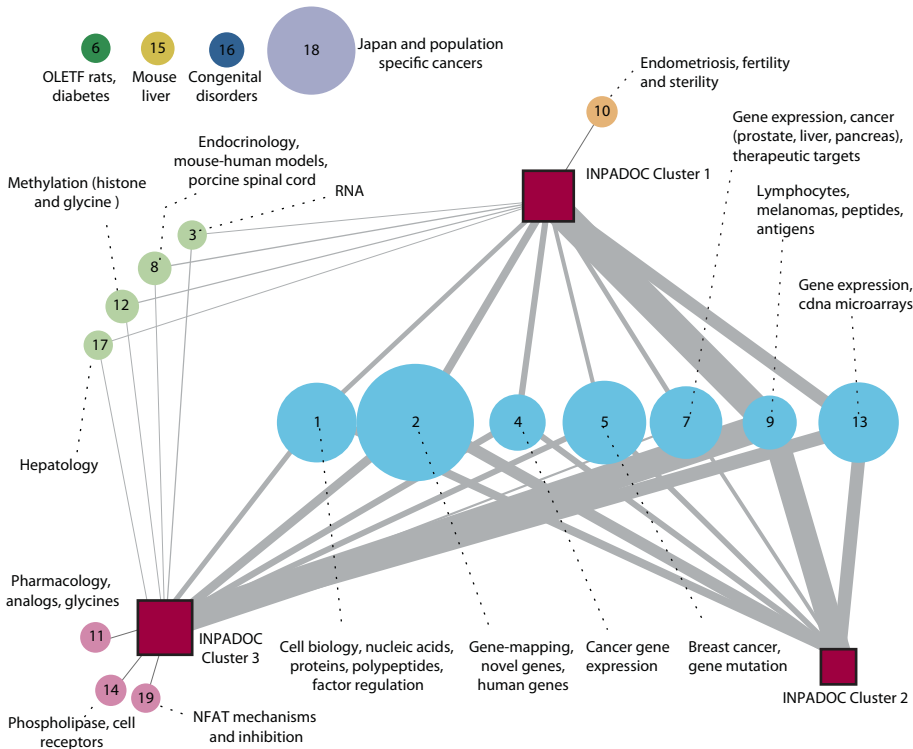 6
15
16
18
OLETF rats,
diabetes
Mouse
liver
Congenital
disorders
Japan and population
specific cancers
Endometriosis, fertility
and sterility
10
Gene expression, cancer
(prostate, liver, pancreas),
therapeutic targets
Endocrinology,
mouse-human models,
porcine spinal cord
Methylation (histone
and glycine )
RNA
INPADOC Cluster 1
Lymphocytes,
melanomas, peptides,
antigens
3
8
12
17
Gene expression,
cdna microarrays
1
2
4
5
7
9
13
Hepatology
Pharmacology,
analogs, glycines
11
14
19
INPADOC
Cluster 3
Phospholipase, cell
receptors
NFAT mechanisms
and inhibition
Cell biology, nucleic acids,
proteins, polypeptides,
factor regulation
Gene-mapping,
novel genes,
human genes
Cancer gene
expression
Breast cancer,
gene mutation
INPADOC Cluster 2